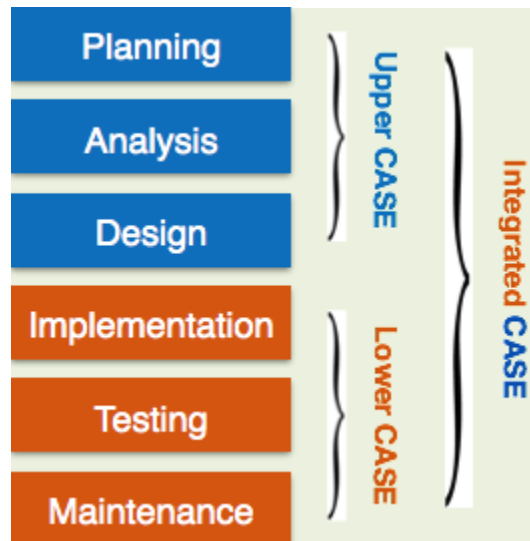 Planning
Analysis
Design
Implementation
Testing
Maintenance
Upper CASE
Lower CASE
Integrated CASE